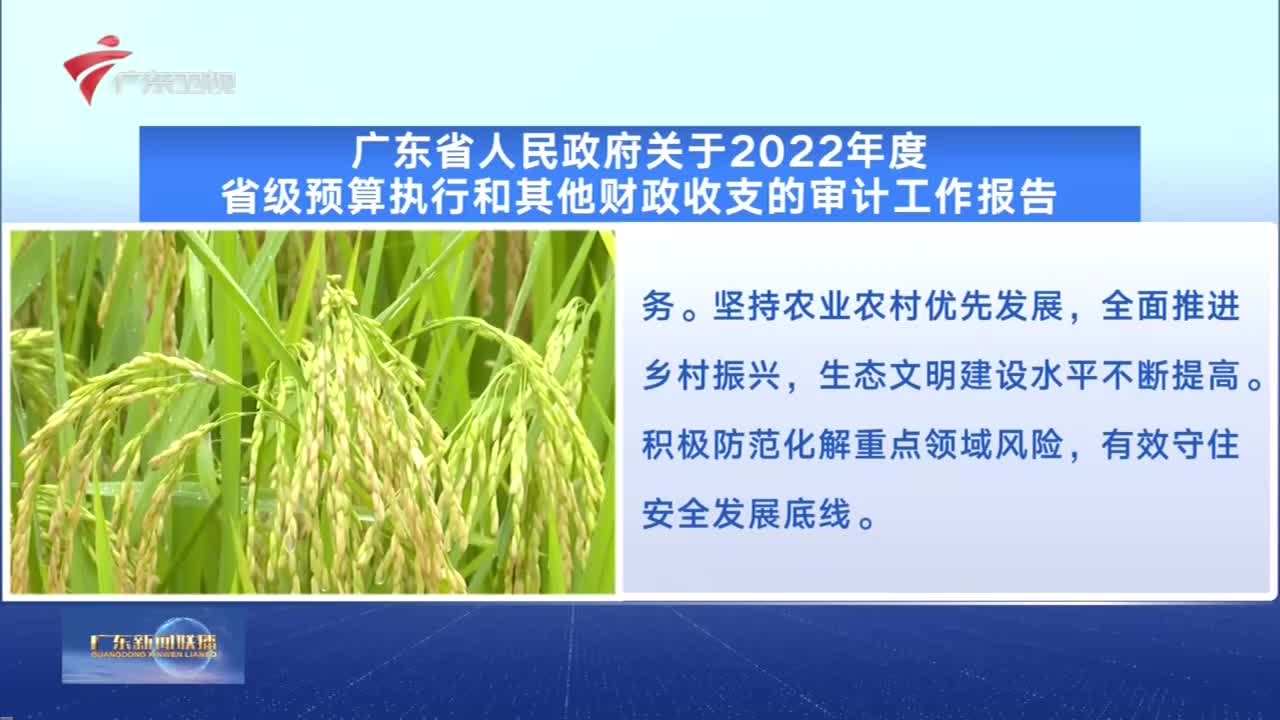 广东卫视
广东省人民政府关于2022年度
省级预算执行和其他财政收支的审计工作报告
务。坚持农业农村优先发展，全面推进
乡村振兴，生态文明建设水平不断提高。
积极防范化解重点领域风险，有效守住
安全发展底线。
广东新闻联播
GUANGDONG XINWEN LIANBO